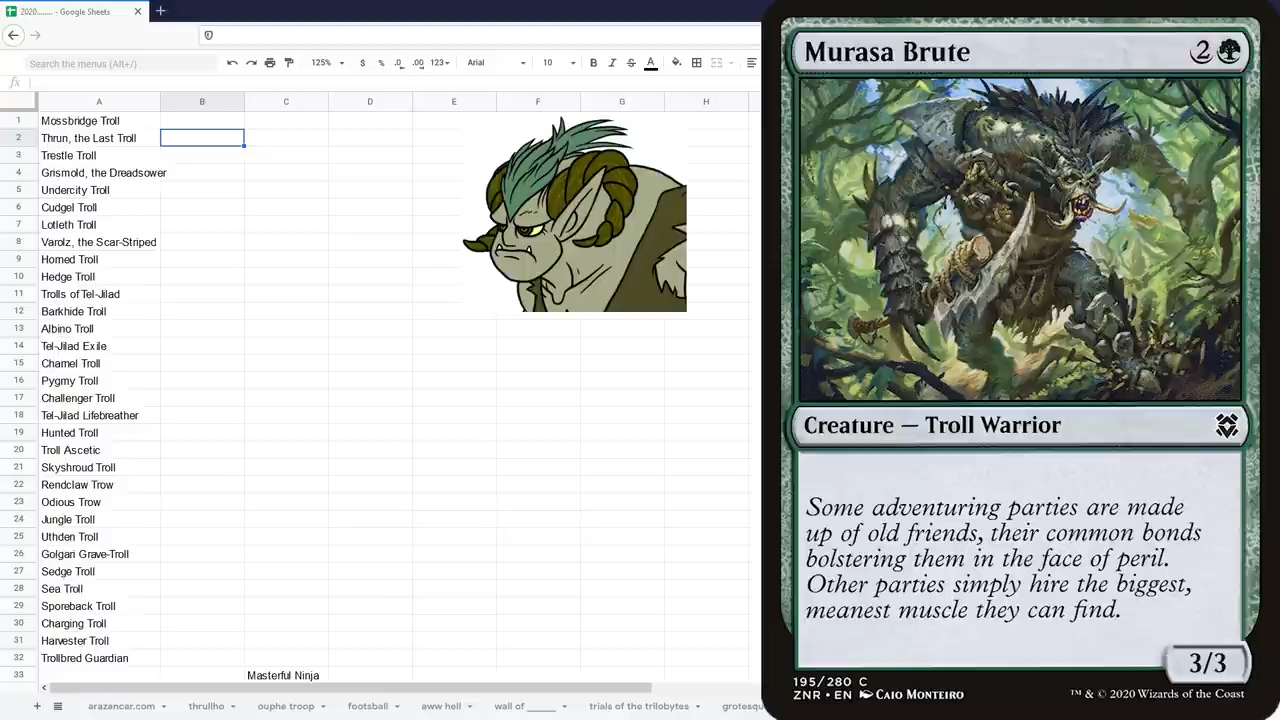 2020........ - Google Sheets
Search the menus (Alt+/)
125%
$
%
.0
.00
123
Arial
10
B
I
S
A
fx
A B C D E F G H
1 Mossbridge Troll
2 Thrun, the Last Troll
3 Trestle Troll
4 Grismold, the Dreadsower
5 Undercity Troll
6 Cudgel Troll
7 Lotleth Troll
8 Varolz, the Scar-Striped
9 Horned Troll
10 Hedge Troll
11 Trolls of Tel-Jilad
12 Barkhide Troll
13 Albino Troll
14 Tel-Jilad Exile
15 Chamel Troll
16 Pygmy Troll
17 Challenger Troll
18 Tel-Jilad Lifebreather
19 Hunted Troll
20 Troll Ascetic
21 Skyshroud Troll
22 Rendclaw Trow
23 Odious Trow
24 Jungle Troll
25 Uthden Troll
26 Golgari Grave-Troll
27 Sedge Troll
28 Sea Troll
29 Sporeback Troll
30 Charging Troll
31 Harvester Troll
32 Trollbred Guardian
33 Masterful Ninja
arazancar.com
thrullho
ouphe troop
footsball
aww hell
wall of ______
trials of the trilobytes
grotesqu
Murasa Brute
2
Creature — Troll Warrior
Some adventuring parties are made
up of old friends, their common bonds
bolstering them in the face of peril.
Other parties simply hire the biggest,
meanest muscle they can find.
3/3
195/280 C
ZNR • EN Caio Monteiro
™ & © 2020 Wizards of the Coast